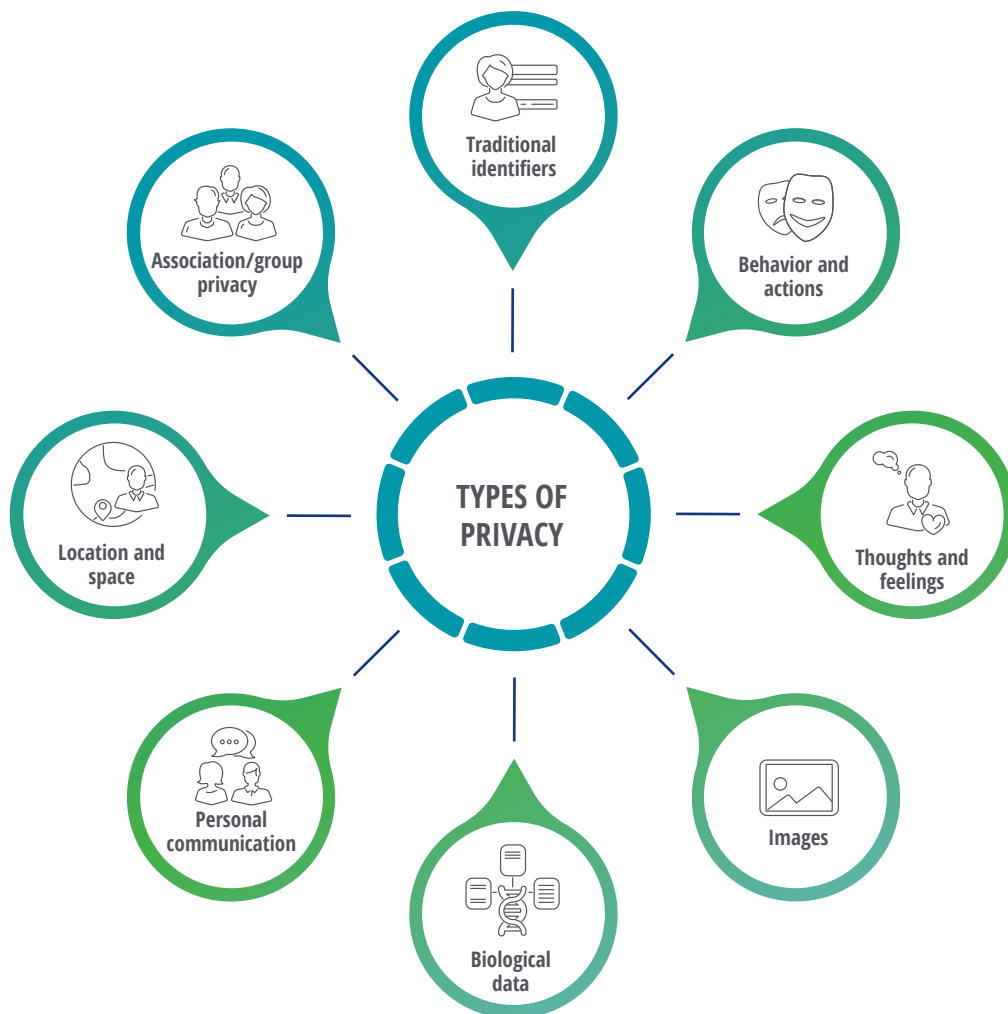 Traditional
identifiers
Behavior and
actions
Thoughts and
feelings
Images
Biological
data
Personal
communication
Location and
space
Association/group
privacy
TYPES OF
PRIVACY